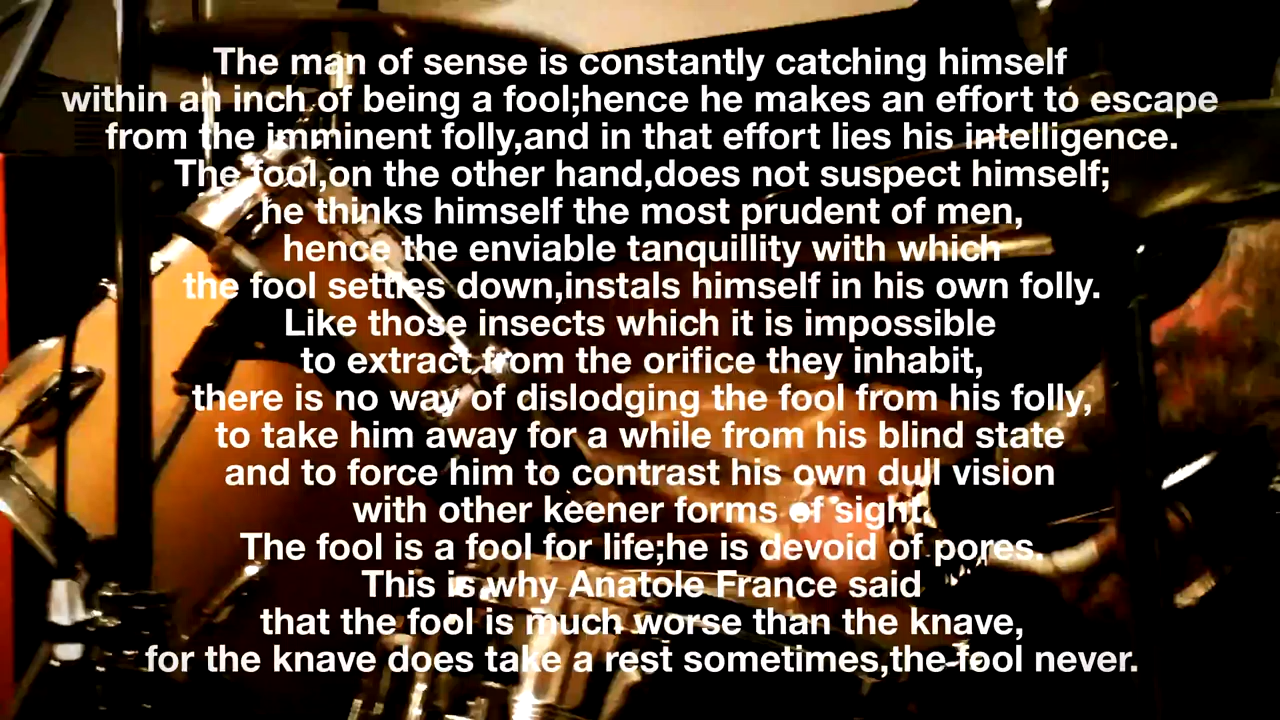 The man of sense is constantly catching himself
within an inch of being a fool;hence he makes an effort to escape
from the imminent folly,and in that effort lies his intelligence.
The fool,on the other hand,does not suspect himself;
he thinks himself the most prudent of men,
hence the enviable tanquillity with which
the fool settles down,instals himself in his own folly.
Like those insects which it is impossible
to extract from the orifice they inhabit,
there is no way of dislodging the fool from his folly,
to take him away for a while from his blind state
and to force him to contrast his own dull vision
with other keener forms of sight.
The fool is a fool for life;he is devoid of pores.
This is why Anatole France said
that the fool is much worse than the knave,
for the knave does take a rest sometimes,the fool never.